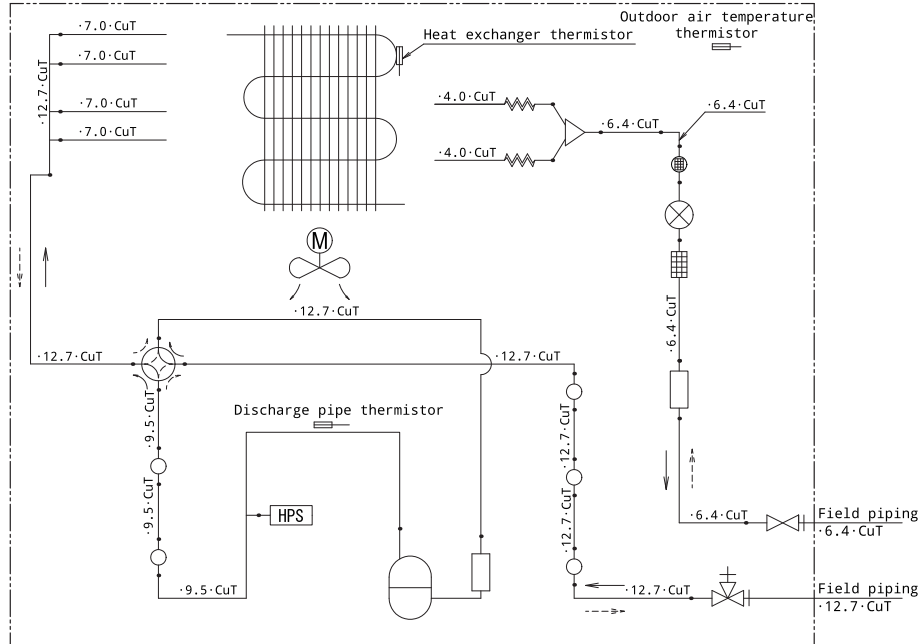 ·7.0·CuT
·7.0·CuT
·7.0·CuT
·7.0·CuT
·12.7·CuT
Heat exchanger thermistor
Outdoor air temperature
thermistor
·4.0·CuT
·4.0·CuT
·6.4·CuT
·6.4·CuT
M
·12.7·CuT
·12.7·CuT
·12.7·CuT
·6.4·CuT
Discharge pipe thermistor
·9.5·CuT
·9.5·CuT
·12.7·CuT
·12.7·CuT
HPS
·6.4·CuT
Field piping
·6.4·CuT
·9.5·CuT
·12.7·CuT
Field piping
·12.7·CuT